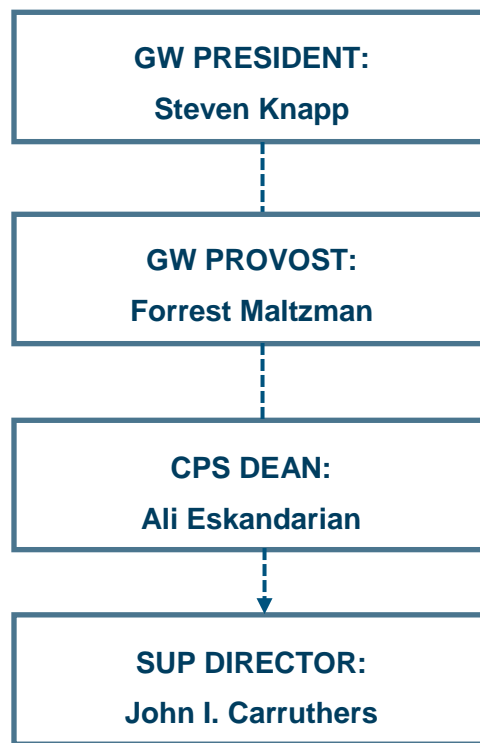 GW PRESIDENT:
Steven Knapp
GW PROVOST:
Forrest Maltzman
CPS DEAN:
Ali Eskandarian
SUP DIRECTOR:
John I. Carruthers